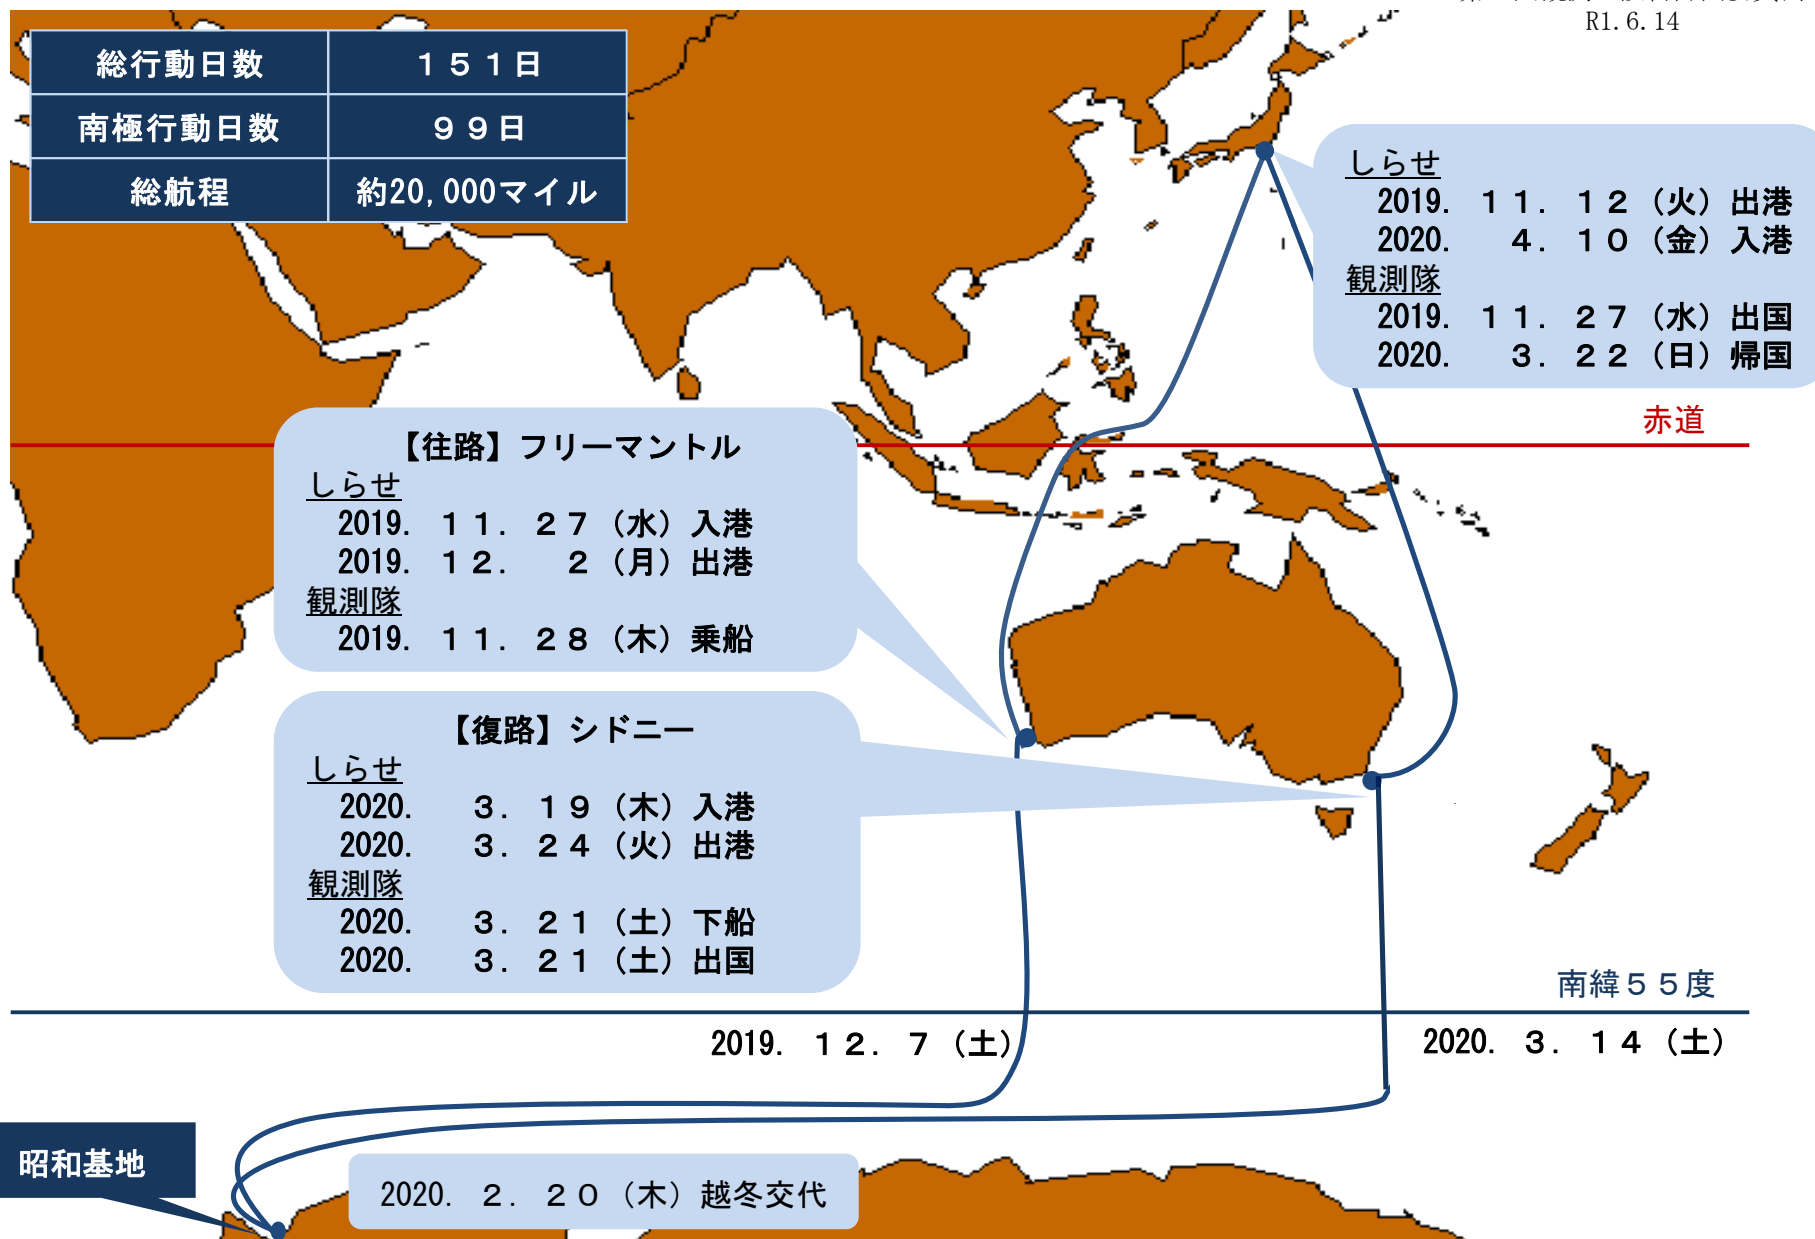 R1.6.14
総行動日数 １５１日
南極行動日数 ９９日
総航程 約20,000マイル
しらせ
2019. １１. １２（火）出港
2020. ４. １０（金）入港
観測隊
2019. １１. ２７（水）出国
2020. ３. ２２（日）帰国
赤道
【往路】フリーマントル
しらせ
2019. １１. ２７（水）入港
2019. １２. ２（月）出港
観測隊
2019. １１. ２８（木）乗船
【復路】シドニー
しらせ
2020. ３. １９（木）入港
2020. ３. ２４（火）出港
観測隊
2020. ３. ２１（土）下船
2020. ３. ２１（土）出国
南緯５５度
2019. １２. ７（土）
2020. ３. １４（土）
昭和基地
2020. ２. ２０（木）越冬交代